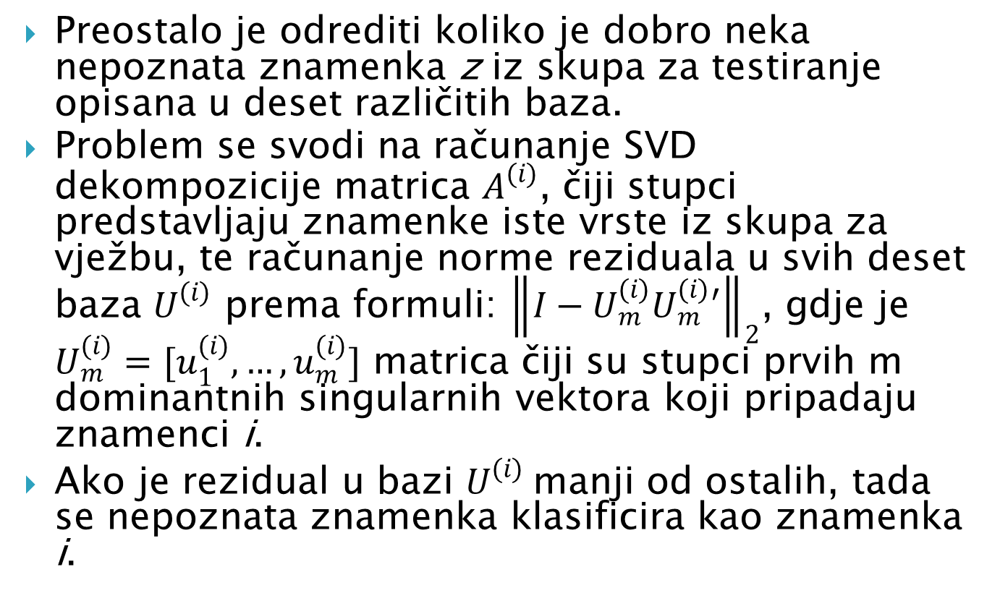 Preostalo je odrediti koliko je dobro neka
nepoznata znamenka z iz skupa za testiranje
opisana u deset različitih baza.
Problem se svodi na računanje SVD
dekompozicije matrica A^(i), čiji stupci
predstavljaju znamenke iste vrste iz skupa za
vježbu, te računanje norme reziduala u svih deset
baza U^(i) prema formuli: ‖I − U_m^(i) U_m^(i)′‖_2, gdje je
U_m^(i) = [u_1^(i), … , u_m^(i)] matrica čiji su stupci prvih m
dominantnih singularnih vektora koji pripadaju
znamenci i.
Ako je rezidual u bazi U^(i) manji od ostalih, tada
se nepoznata znamenka klasificira kao znamenka
i.